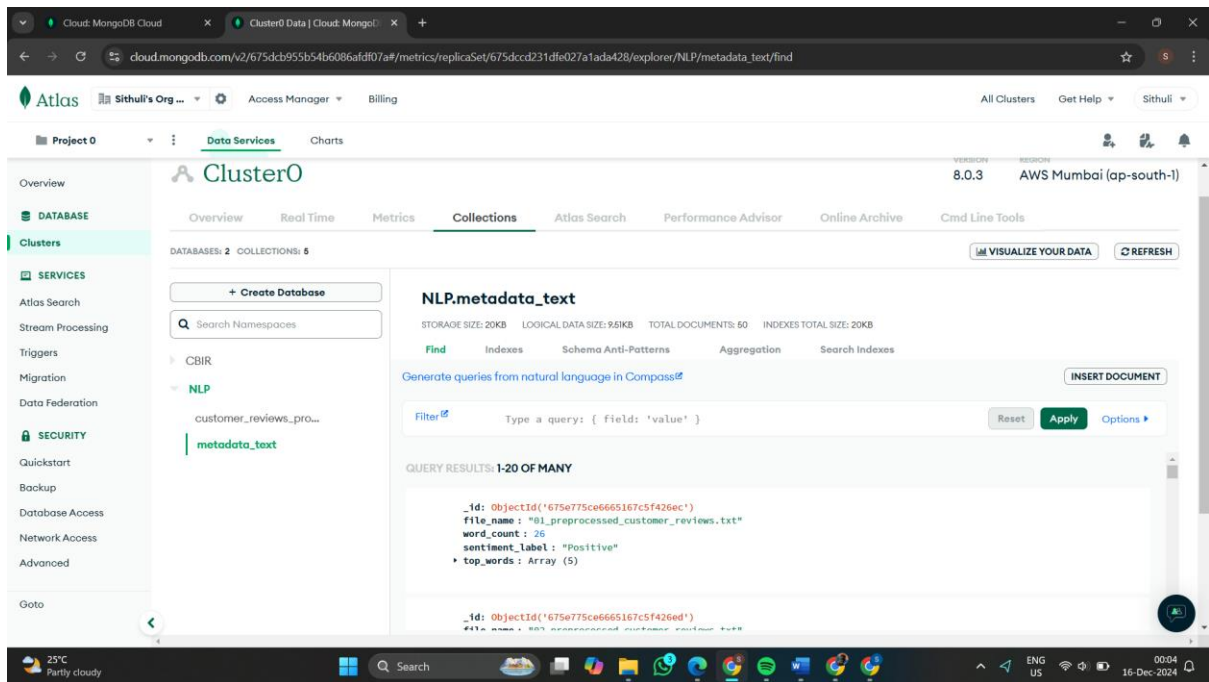 Cloud: MongoDB Cloud
Cluster0 Data | Cloud: MongoD
cloud.mongodb.com/v2/675dcb955b54b6086afdf07a#/metrics/replicaSet/675dccd231dfe027a1ada428/explorer/NLP/metadata_text/find
S
Atlas Sithuli's Org ... Access Manager Billing All Clusters Get Help Sithuli
Project 0 Data Services Charts
Overview
DATABASE
Clusters
SERVICES
Atlas Search
Stream Processing
Triggers
Migration
Data Federation
SECURITY
Quickstart
Backup
Database Access
Network Access
Advanced
Goto
Cluster0
VERSION REGION
8.0.3 AWS Mumbai (ap-south-1)
Overview Real Time Metrics Collections Atlas Search Performance Advisor Online Archive Cmd Line Tools
DATABASES: 2 COLLECTIONS: 5
VISUALIZE YOUR DATA REFRESH
+ Create Database
Search Namespaces
CBIR
NLP
customer_reviews_pro...
metadata_text
NLP.metadata_text
STORAGE SIZE: 20KB LOGICAL DATA SIZE: 9.51KB TOTAL DOCUMENTS: 50 INDEXES TOTAL SIZE: 20KB
Find Indexes Schema Anti-Patterns Aggregation Search Indexes
Generate queries from natural language in Compass
INSERT DOCUMENT
Filter Type a query: { field: 'value' } Reset Apply Options
QUERY RESULTS: 1-20 OF MANY
_id: ObjectId('675e775ce6665167c5f426ec')
file_name : "01_preprocessed_customer_reviews.txt"
word_count : 26
sentiment_label : "Positive"
top_words : Array (5)
_id: ObjectId('675e775ce6665167c5f426ed')
file_name : "02_preprocessed_customer_reviews.txt"
25°C
Partly cloudy
Search
3
ENG
US
00:04
16-Dec-2024